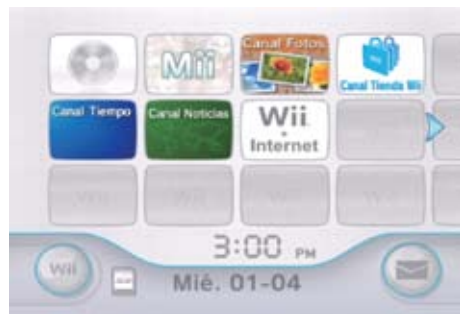 Mii
Canal Fotos
Wii
Canal Tienda Wii
Canal Tiempo
Canal Noticias
Wii
Internet
3:00 PM
Wii
Mié. 01-04